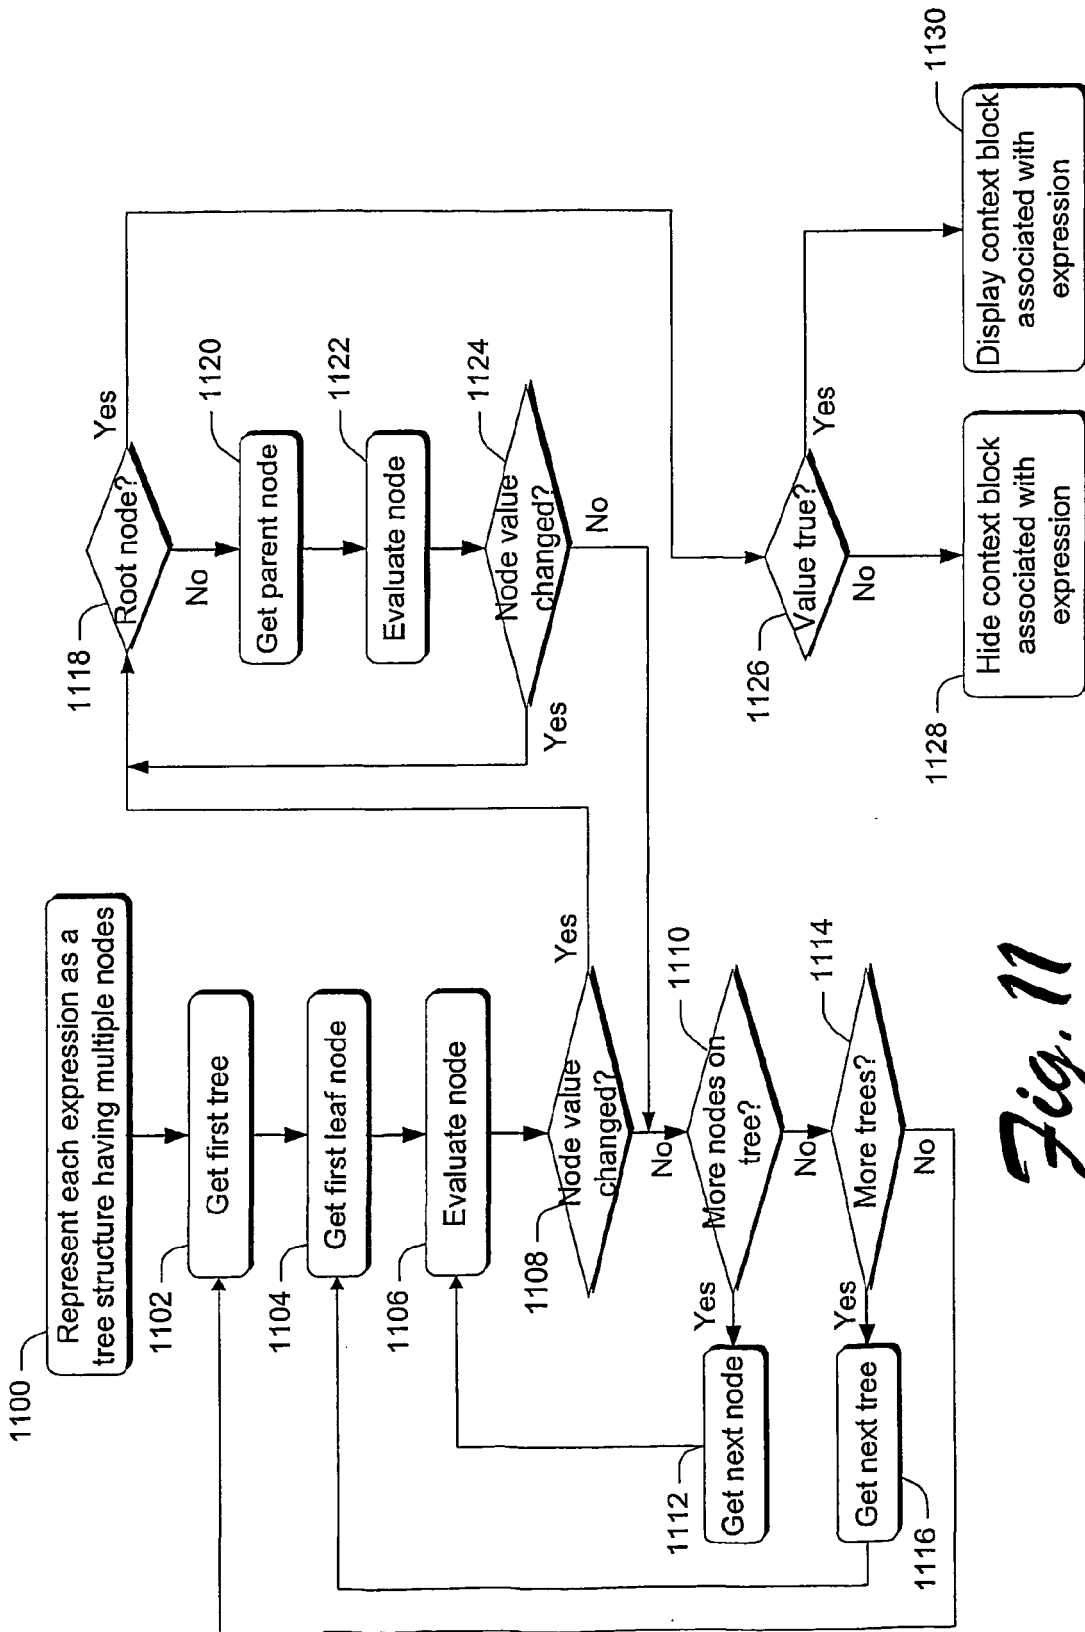 1100
Represent each expression as a
tree structure having multiple nodes
1102
Get first tree
1104
Get first leaf node
1106
Evaluate node
1108
Node value
changed?
Yes
No
1110
More nodes on
tree?
Yes
No
1112
Get next node
1114
More trees?
Yes
No
1116
Get next tree
1118
Root node?
Yes
No
1120
Get parent node
1122
Evaluate node
1124
Node value
changed?
Yes
No
1126
Value true?
Yes
No
1128
Hide context block
associated with
expression
1130
Display context block
associated with
expression
Fig. 11